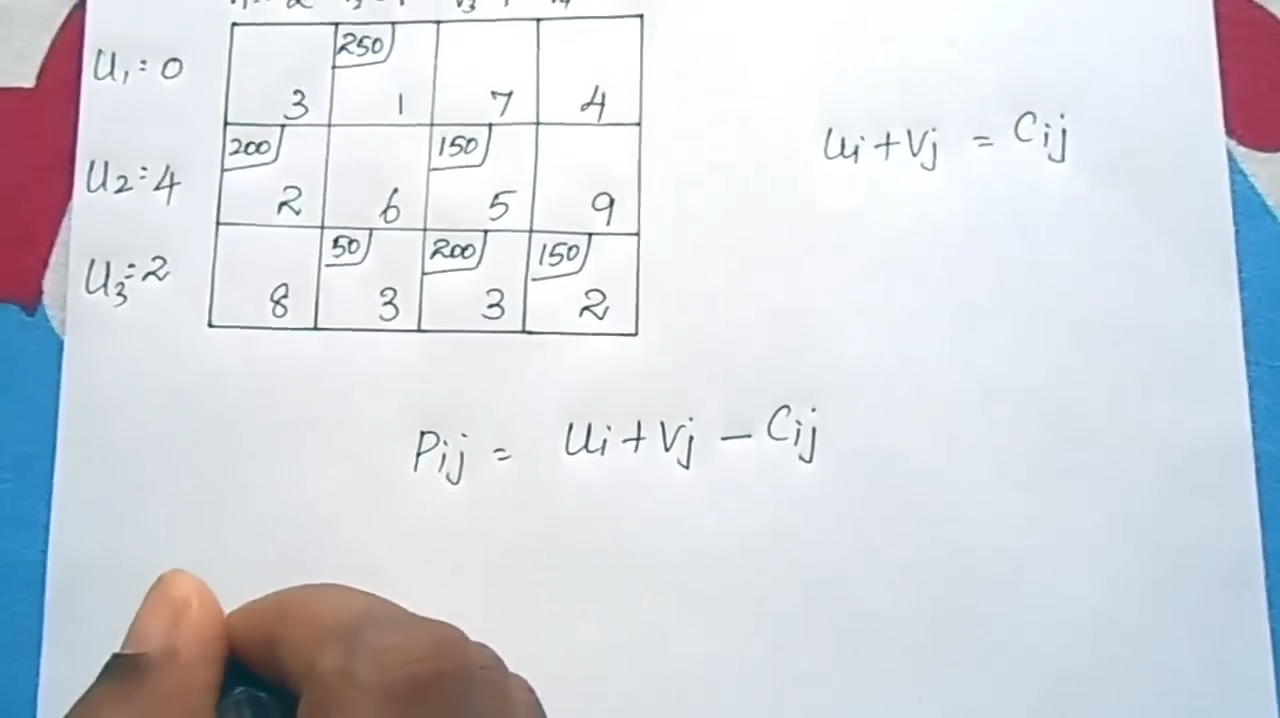 U₁=0 250 3 1 7 4
U₂=4 200 2 6 150 5 9
U₃=2 8 50 3 200 3 150 2
ui+vj = Cij
Pij = ui+vj - Cij